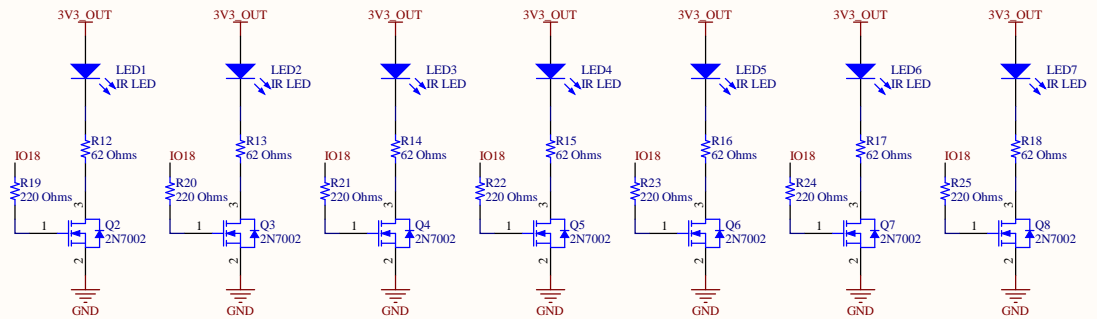 3V3_OUT 3V3_OUT 3V3_OUT 3V3_OUT 3V3_OUT 3V3_OUT 3V3_OUT
LED1 LED2 LED3 LED4 LED5 LED6 LED7
IR LED IR LED IR LED IR LED IR LED IR LED IR LED
R12 R13 R14 R15 R16 R17 R18
62 Ohms 62 Ohms 62 Ohms 62 Ohms 62 Ohms 62 Ohms 62 Ohms
IO18 IO18 IO18 IO18 IO18 IO18 IO18
R19 R20 R21 R22 R23 R24 R25
220 Ohms 220 Ohms 220 Ohms 220 Ohms 220 Ohms 220 Ohms 220 Ohms
3 3 3 3 3 3 3
1 Q2 1 Q3 1 Q4 1 Q5 1 Q6 1 Q7 1 Q8
2N7002 2N7002 2N7002 2N7002 2N7002 2N7002 2N7002
2 2 2 2 2 2 2
GND GND GND GND GND GND GND